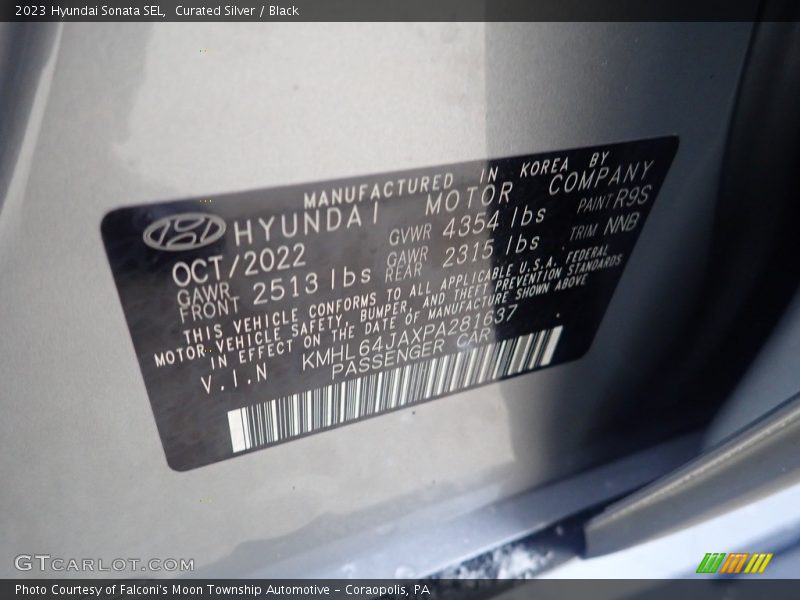 2023 Hyundai Sonata SEL,  Curated Silver / Black
MANUFACTURED IN KOREA BY
HYUNDAI MOTOR COMPANY
OCT/2022 GVWR 4354 lbs PAINT R9S
GAWR FRONT 2513 lbs GAWR REAR 2315 lbs TRIM NNB
THIS VEHICLE CONFORMS TO ALL APPLICABLE U.S.A. FEDERAL
MOTOR VEHICLE SAFETY, BUMPER, AND THEFT PREVENTION STANDARDS
IN EFFECT ON THE DATE OF MANUFACTURE SHOWN ABOVE
V.I.N KMHL64JAXPA281637
PASSENGER CAR
GTCARLOT.COM
Photo Courtesy of Falconi's Moon Township Automotive - Coraopolis, PA